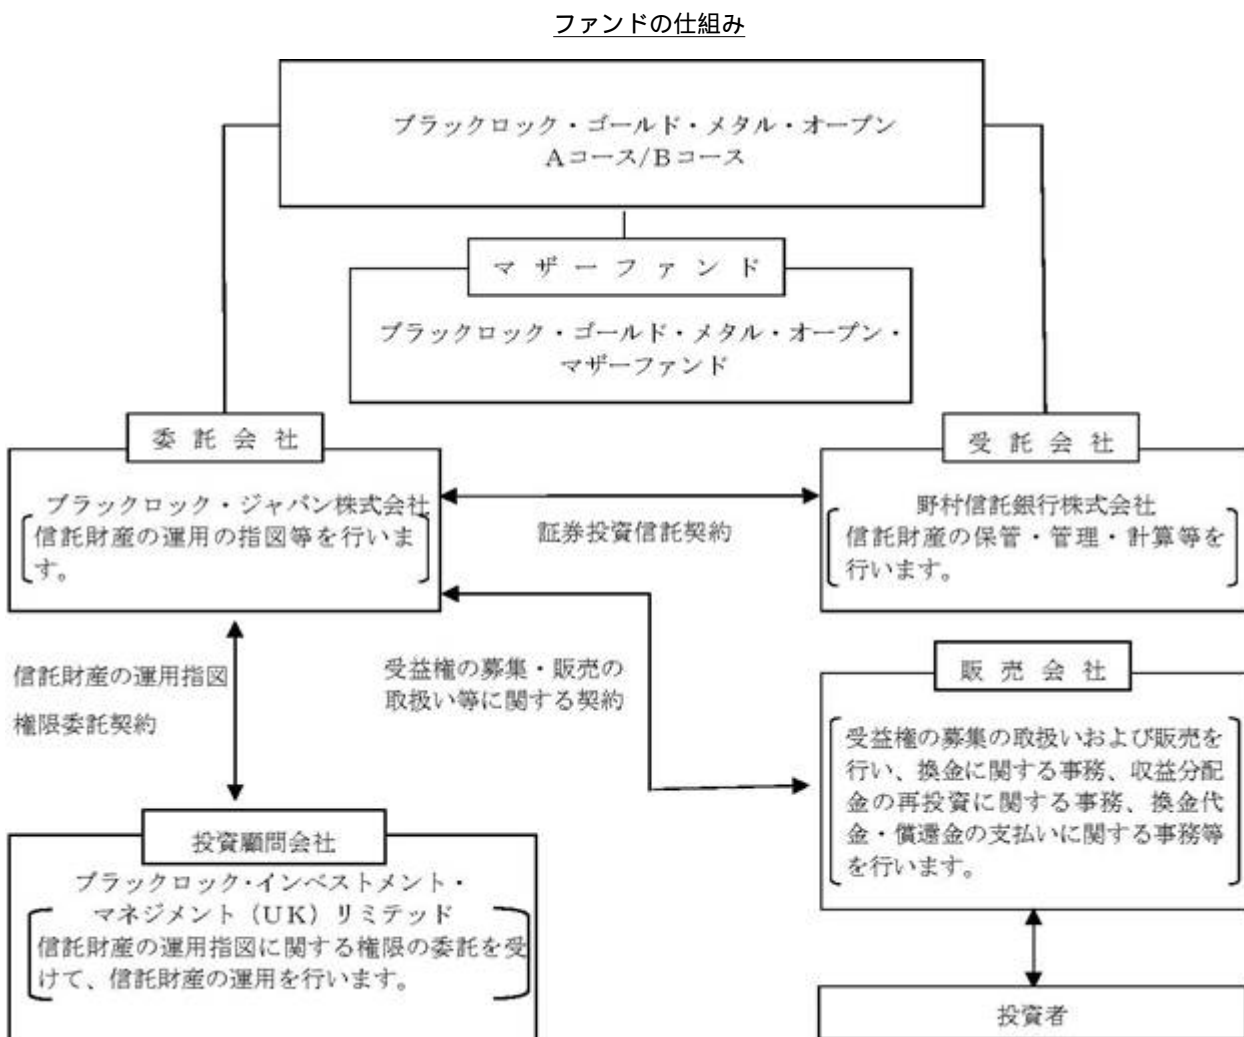 ファンドの仕組み
ブラックロック・ゴールド・メタル・オープン
Aコース/Bコース
マザーファンド
ブラックロック・ゴールド・メタル・オープン・
マザーファンド
委託会社
ブラックロック・ジャパン株式会社
信託財産の運用の指図等を行いま
す。
証券投資信託契約
受託会社
野村信託銀行株式会社
信託財産の保管・管理・計算等を
行います。
信託財産の運用指図
権限委託契約
受益権の募集・販売の
取扱い等に関する契約
販売会社
受益権の募集の取扱いおよび販売を
行い、換金に関する事務、収益分配
金の再投資に関する事務、換金代
金・償還金の支払いに関する事務等
を行います。
投資顧問会社
ブラックロック・インベストメント・
マネジメント（UK）リミテッド
信託財産の運用指図に関する権限の委託を受
けて、信託財産の運用を行います。
投資者